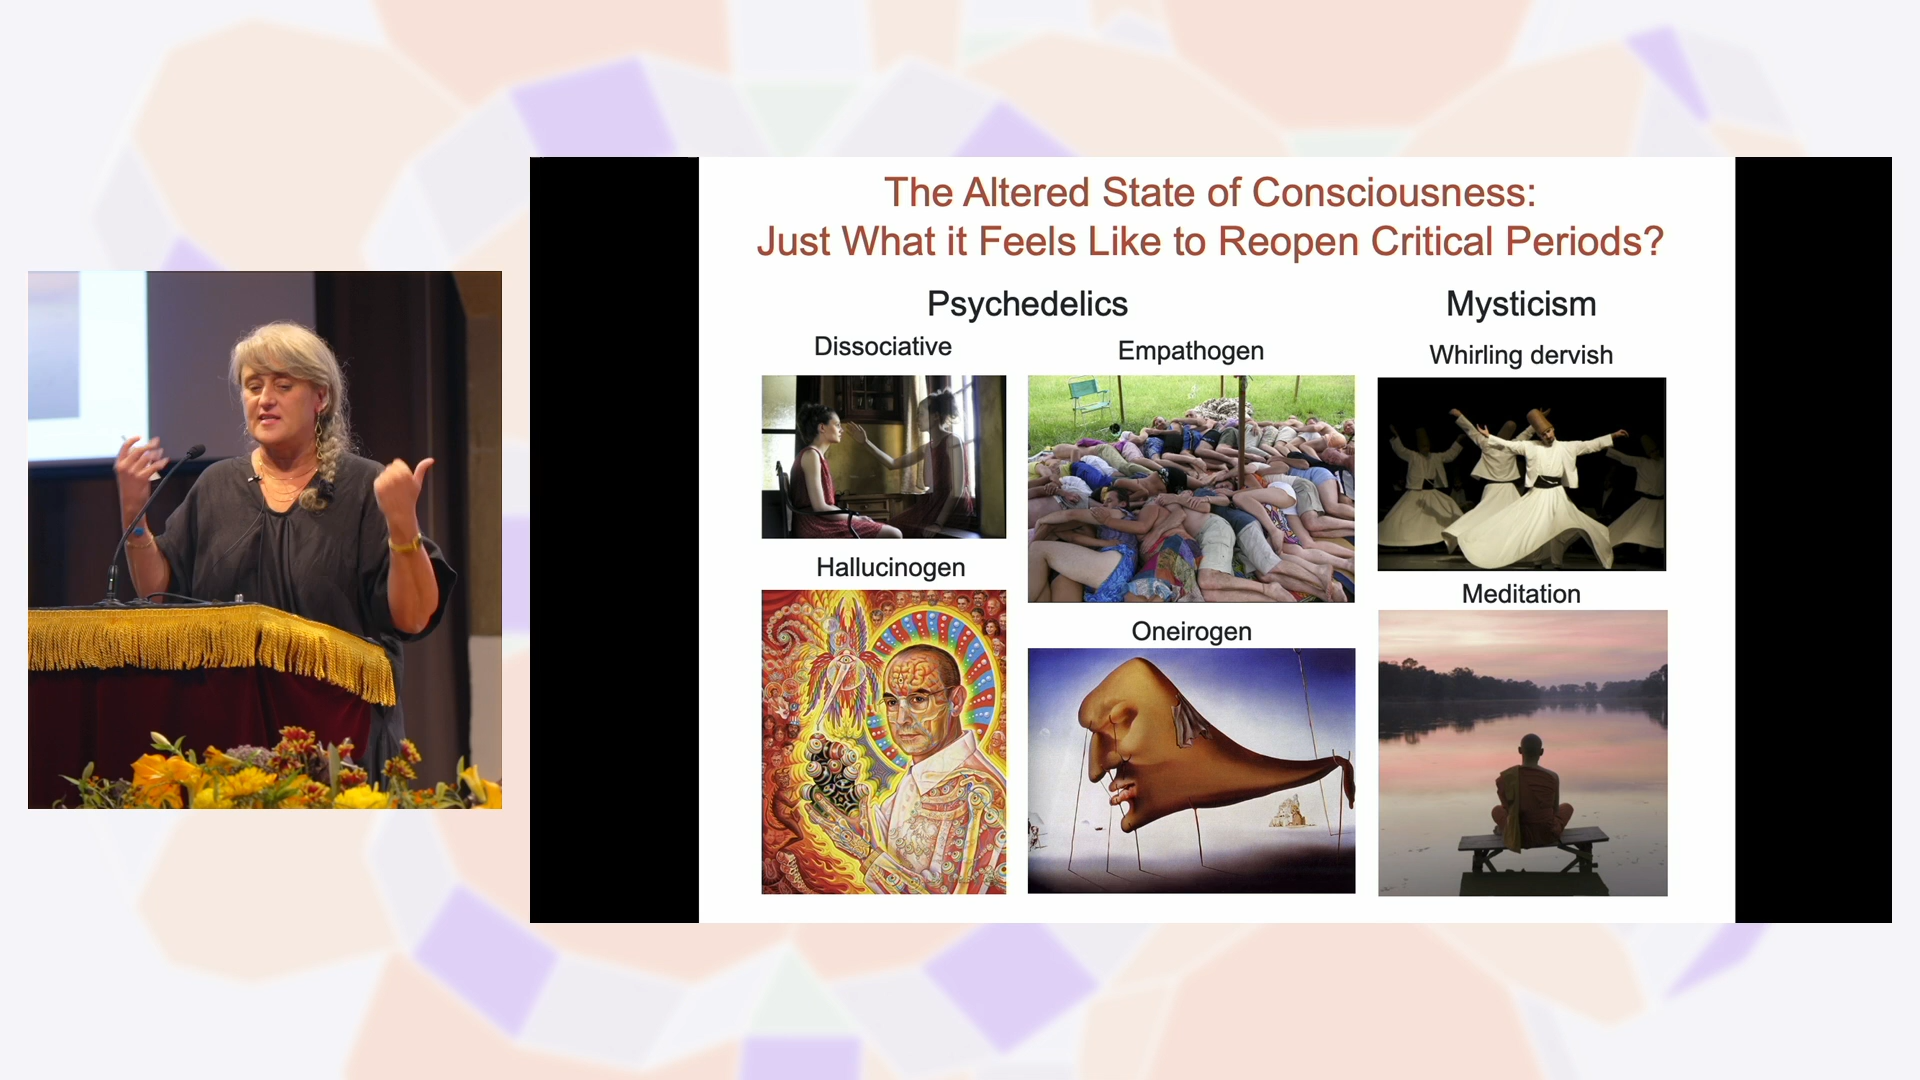 The Altered State of Consciousness:
Just What it Feels Like to Reopen Critical Periods?
Psychedelics
Mysticism
Dissociative
Empathogen
Whirling dervish
Hallucinogen
Meditation
Oneirogen